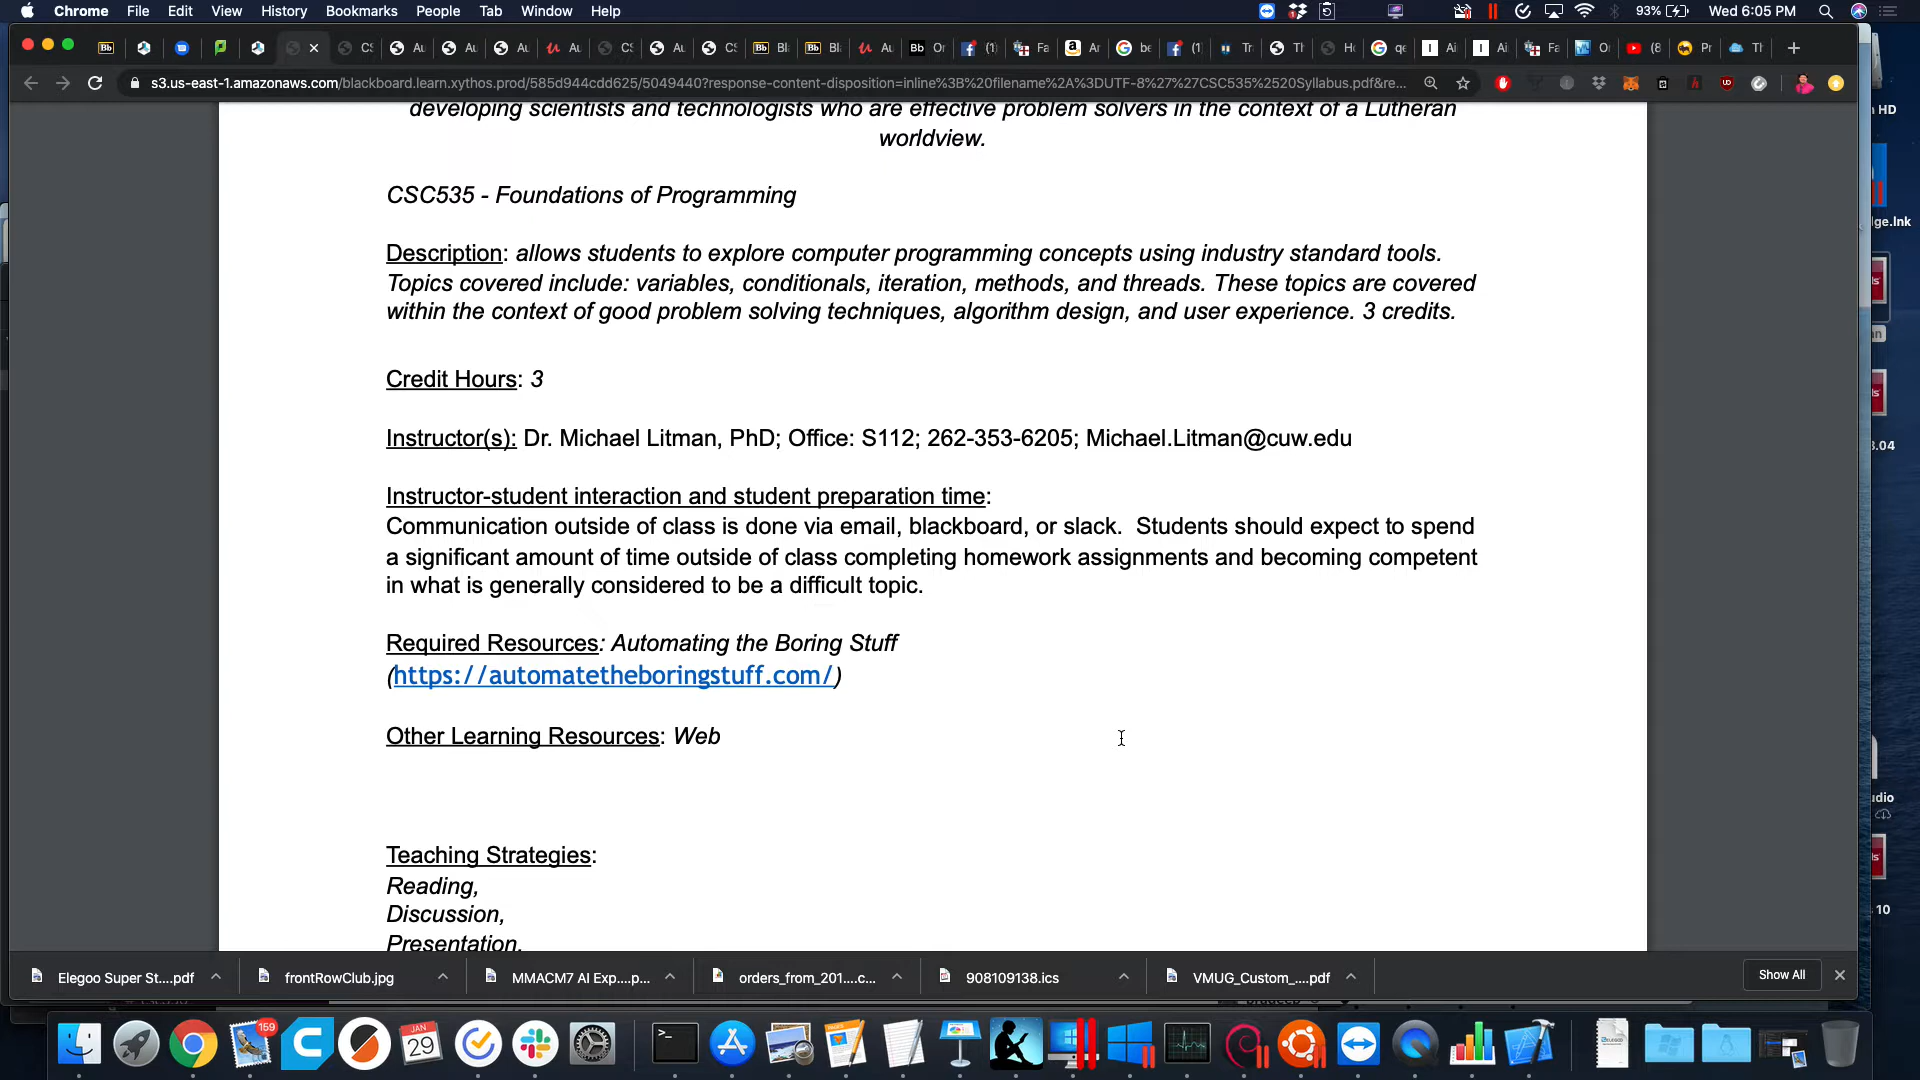 Chrome File Edit View History Bookmarks People Tab Window Help 93% Wed 6:05 PM
s3.us-east-1.amazonaws.com/blackboard.learn.xythos.prod/585d944cdd625/5049440?response-content-disposition=inline%3B%20filename%2A%3DUTF-8%27%27CSC535%2520Syllabus.pdf&re...
developing scientists and technologists who are effective problem solvers in the context of a Lutheran
worldview.
CSC535 - Foundations of Programming
Description: allows students to explore computer programming concepts using industry standard tools.
Topics covered include: variables, conditionals, iteration, methods, and threads. These topics are covered
within the context of good problem solving techniques, algorithm design, and user experience. 3 credits.
Credit Hours: 3
Instructor(s): Dr. Michael Litman, PhD; Office: S112; 262-353-6205; Michael.Litman@cuw.edu
Instructor-student interaction and student preparation time:
Communication outside of class is done via email, blackboard, or slack. Students should expect to spend
a significant amount of time outside of class completing homework assignments and becoming competent
in what is generally considered to be a difficult topic.
Required Resources: Automating the Boring Stuff
(https://automatetheboringstuff.com/)
Other Learning Resources: Web
Teaching Strategies:
Reading,
Discussion,
Presentation,
Elegoo Super St....pdf frontRowClub.jpg MMACM7 AI Exp....p... orders_from_201....c... 908109138.ics VMUG_Custom_....pdf Show All
159
JAN
29